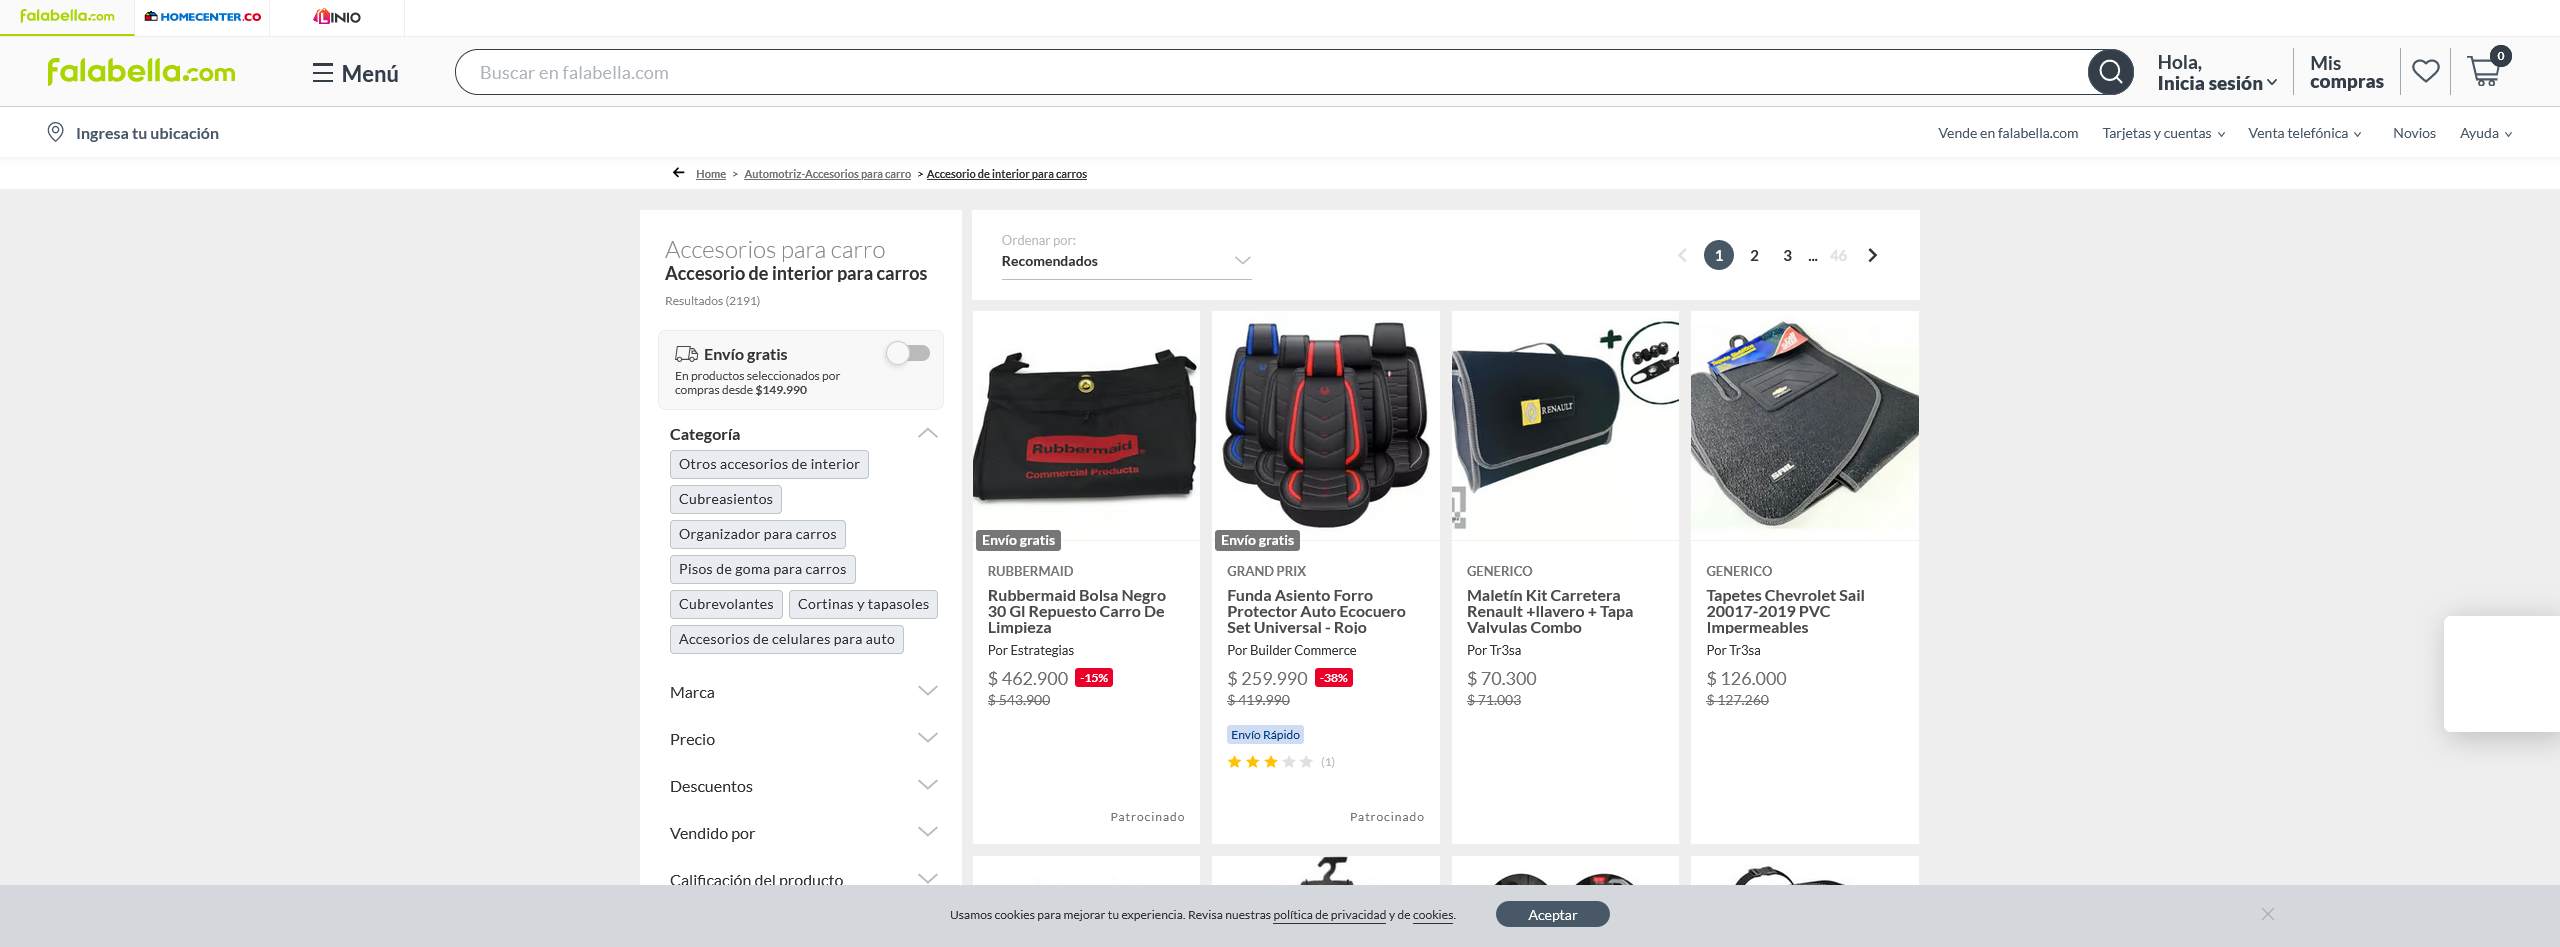 falabella.com
HOMECENTER.CO
LINIO
falabella.com
Menú
Buscar en falabella.com
Hola,
Inicia sesión
Mis
compras
0
Ingresa tu ubicación
Vende en falabella.com
Tarjetas y cuentas
Venta telefónica
Novios
Ayuda
Home > Automotriz-Accesorios para carro > Accesorio de interior para carros
Accesorios para carro
Accesorio de interior para carros
Resultados (2191)
Envío gratis
En productos seleccionados por
compras desde $149.990
Categoría
Otros accesorios de interior
Cubreasientos
Organizador para carros
Pisos de goma para carros
Cubrevolantes
Cortinas y tapasoles
Accesorios de celulares para auto
Marca
Precio
Descuentos
Vendido por
Calificación del producto
Ordenar por:
Recomendados
1 2 3 ... 46
Rubbermaid
Commercial Products
Envío gratis
RUBBERMAID
Rubbermaid Bolsa Negro
30 Gl Repuesto Carro De
Limpieza
Por Estrategias
$ 462.900 -15%
$ 543.900
Patrocinado
Envío gratis
GRAND PRIX
Funda Asiento Forro
Protector Auto Ecocuero
Set Universal - Rojo
Por Builder Commerce
$ 259.990 -38%
$ 419.990
Envío Rápido
(1)
Patrocinado
RENAULT
GENERICO
Maletín Kit Carretera
Renault +llavero + Tapa
Valvulas Combo
Por Tr3sa
$ 70.300
$ 71.003
SAIL
GENERICO
Tapetes Chevrolet Sail
20017-2019 PVC
Impermeables
Por Tr3sa
$ 126.000
$ 127.260
Usamos cookies para mejorar tu experiencia. Revisa nuestras política de privacidad y de cookies.
Aceptar